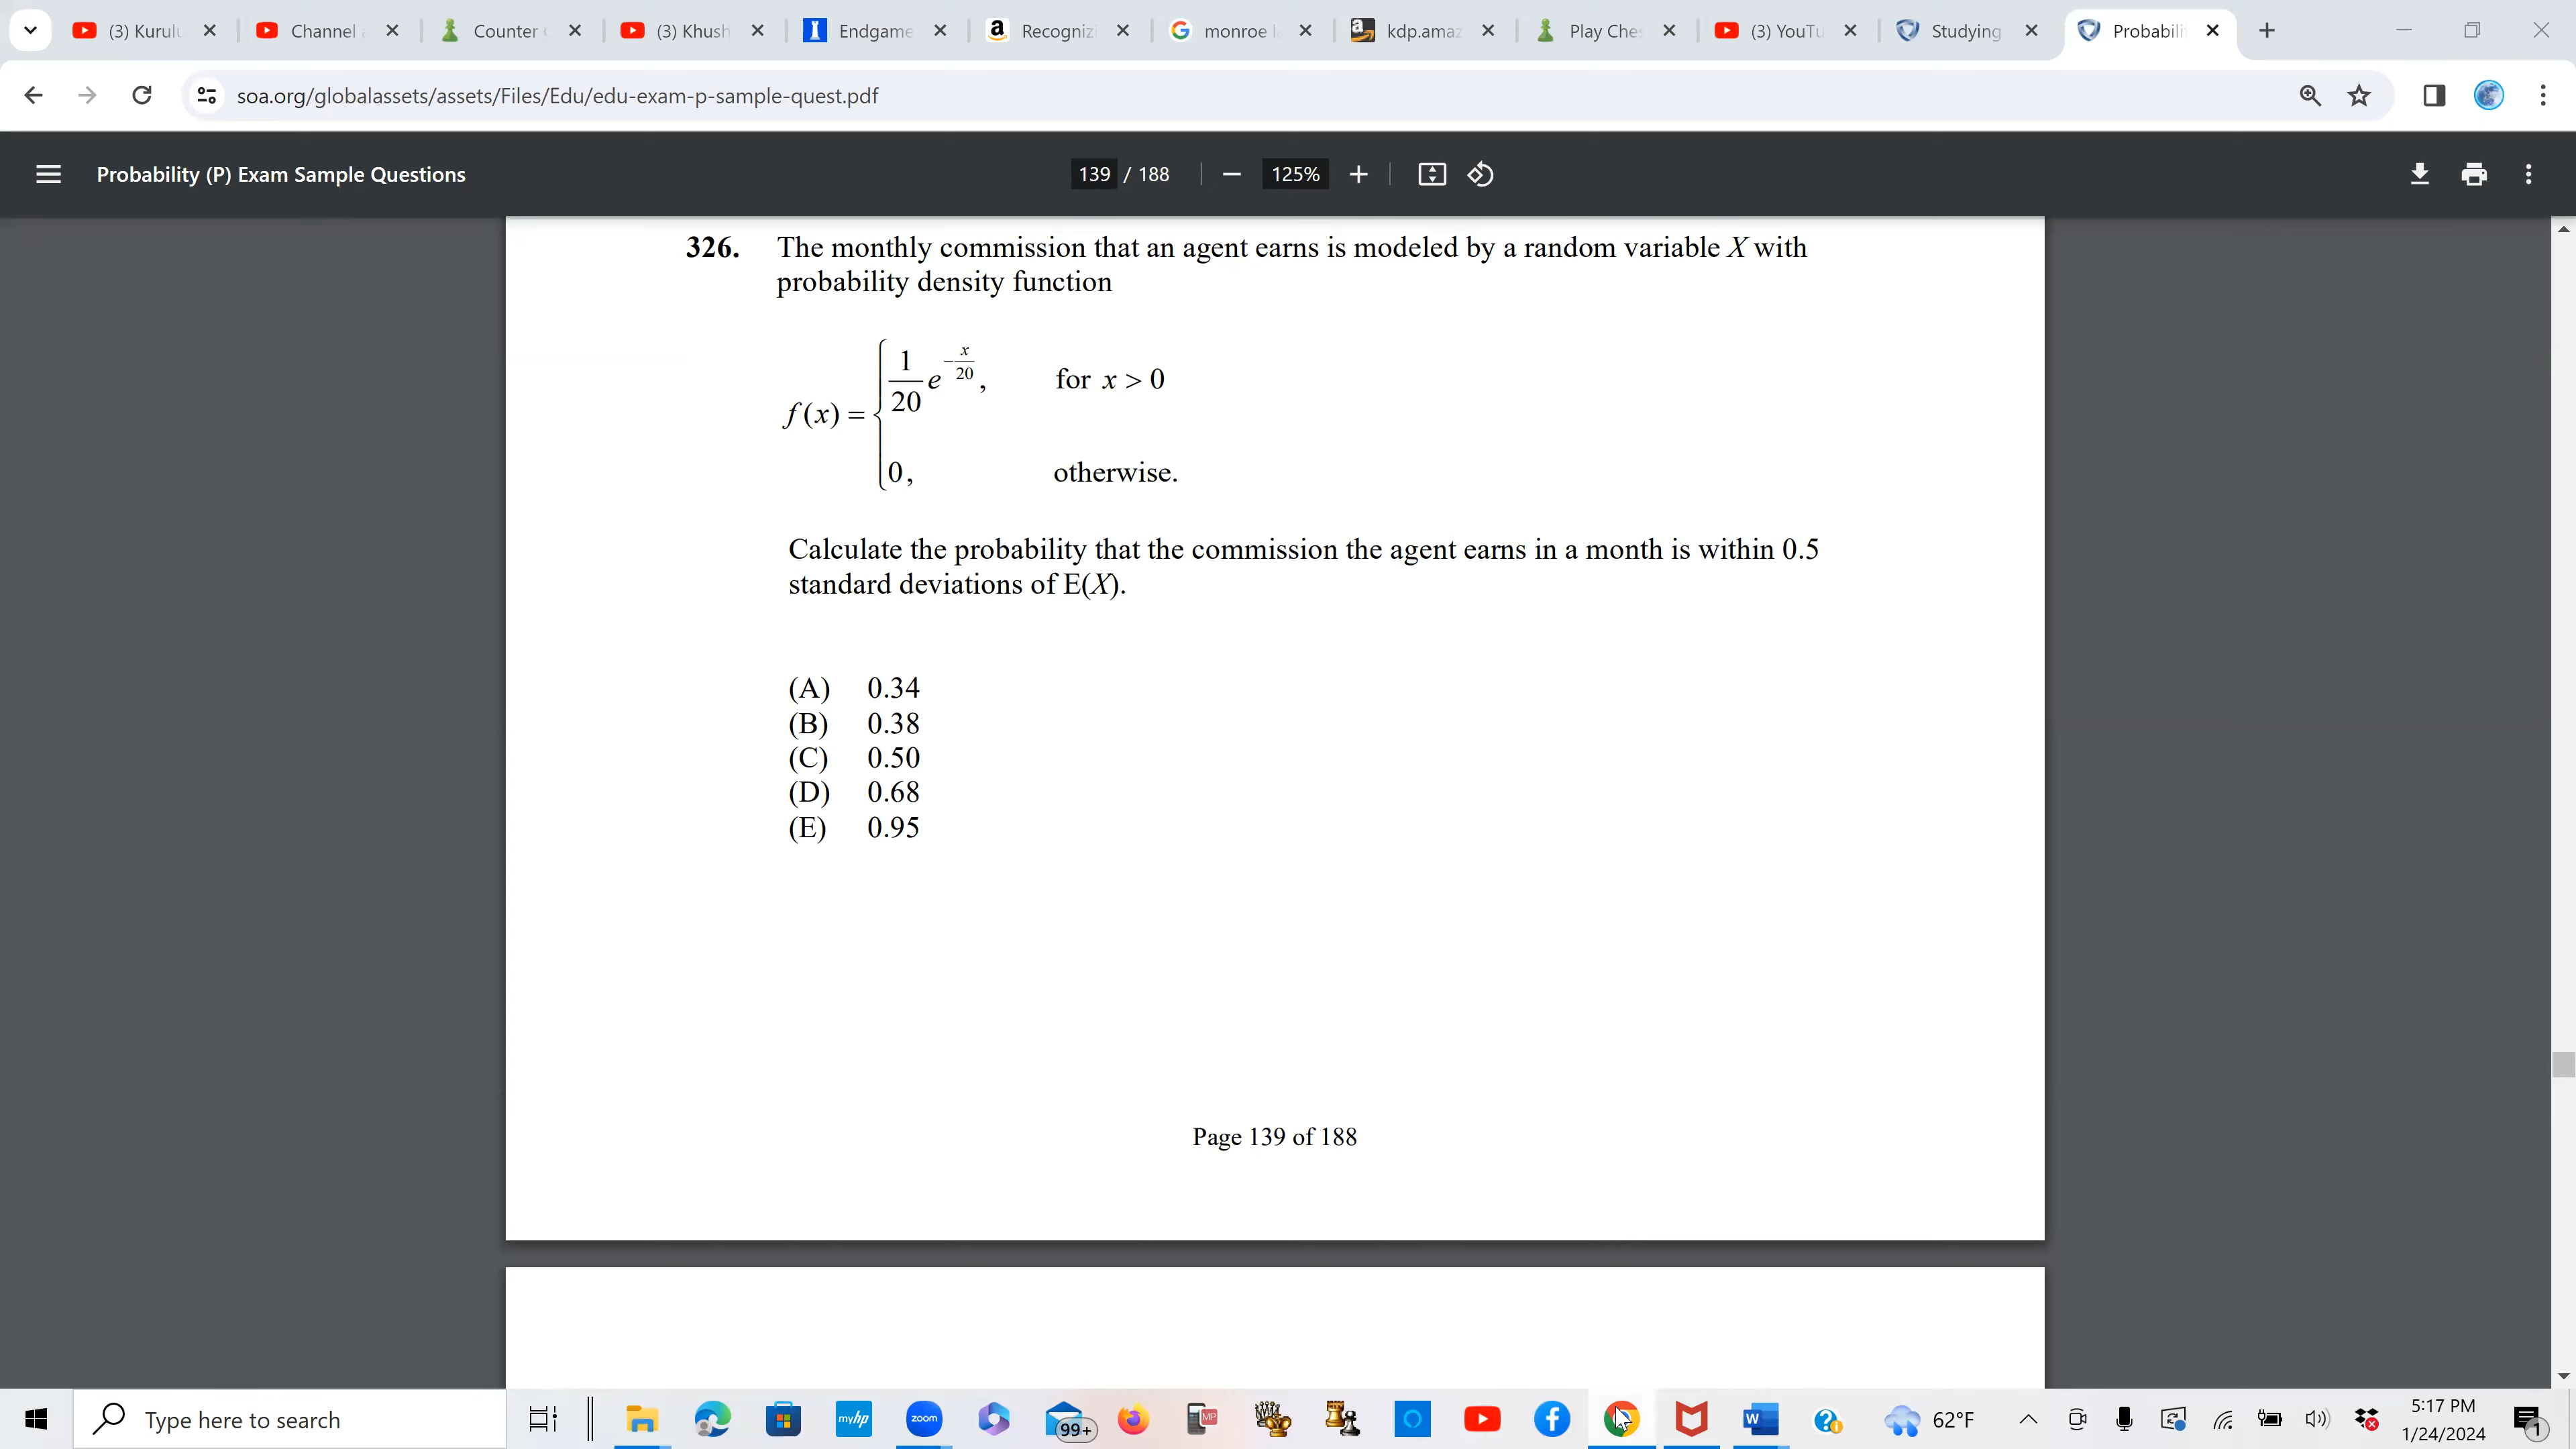 (3) Kurulu
Channel
Counter
(3) Khush
Endgame
Recogniz
monroe
kdp.amaz
Play Che
(3) YouTu
Studying
Probabili
soa.org/globalassets/assets/Files/Edu/edu-exam-p-sample-quest.pdf
Probability (P) Exam Sample Questions
139 / 188
125%
326. The monthly commission that an agent earns is modeled by a random variable X with
probability density function
f(x) = { 1/20 e^(-x/20), for x > 0
0, otherwise.
Calculate the probability that the commission the agent earns in a month is within 0.5
standard deviations of E(X).
(A) 0.34
(B) 0.38
(C) 0.50
(D) 0.68
(E) 0.95
Page 139 of 188
Type here to search
myhp
zoom
99+
MP
W
62°F
5:17 PM
1/24/2024
1